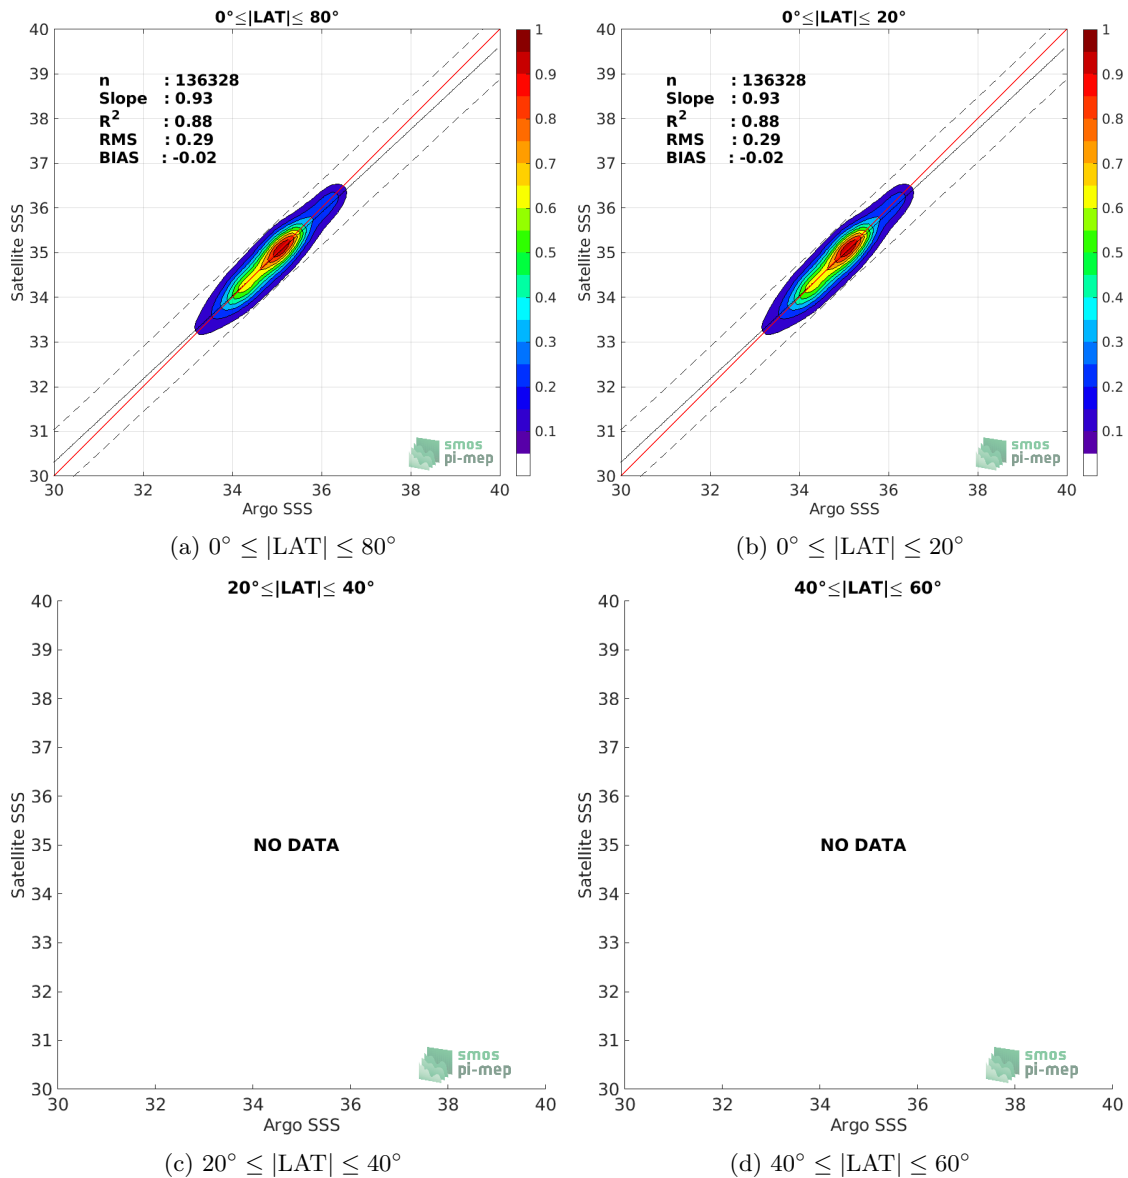 0°≤|LAT|≤ 80°
40
39
38
37
36
35
34
33
32
31
30
Satellite SSS
n : 136328
Slope : 0.93
R2 : 0.88
RMS : 0.29
BIAS : -0.02
1
0.9
0.8
0.7
0.6
0.5
0.4
0.3
0.2
0.1
smos
pi-mep
30 32 34 36 38 40
Argo SSS
(a) 0° ≤ |LAT| ≤ 80°
0°≤|LAT|≤ 20°
40
39
38
37
36
35
34
33
32
31
30
Satellite SSS
n : 136328
Slope : 0.93
R2 : 0.88
RMS : 0.29
BIAS : -0.02
1
0.9
0.8
0.7
0.6
0.5
0.4
0.3
0.2
0.1
smos
pi-mep
30 32 34 36 38 40
Argo SSS
(b) 0° ≤ |LAT| ≤ 20°
20°≤|LAT|≤ 40°
40
39
38
37
36
35
34
33
32
31
30
Satellite SSS
NO DATA
smos
pi-mep
30 32 34 36 38 40
Argo SSS
(c) 20° ≤ |LAT| ≤ 40°
40°≤|LAT|≤ 60°
40
39
38
37
36
35
34
33
32
31
30
Satellite SSS
NO DATA
smos
pi-mep
30 32 34 36 38 40
Argo SSS
(d) 40° ≤ |LAT| ≤ 60°